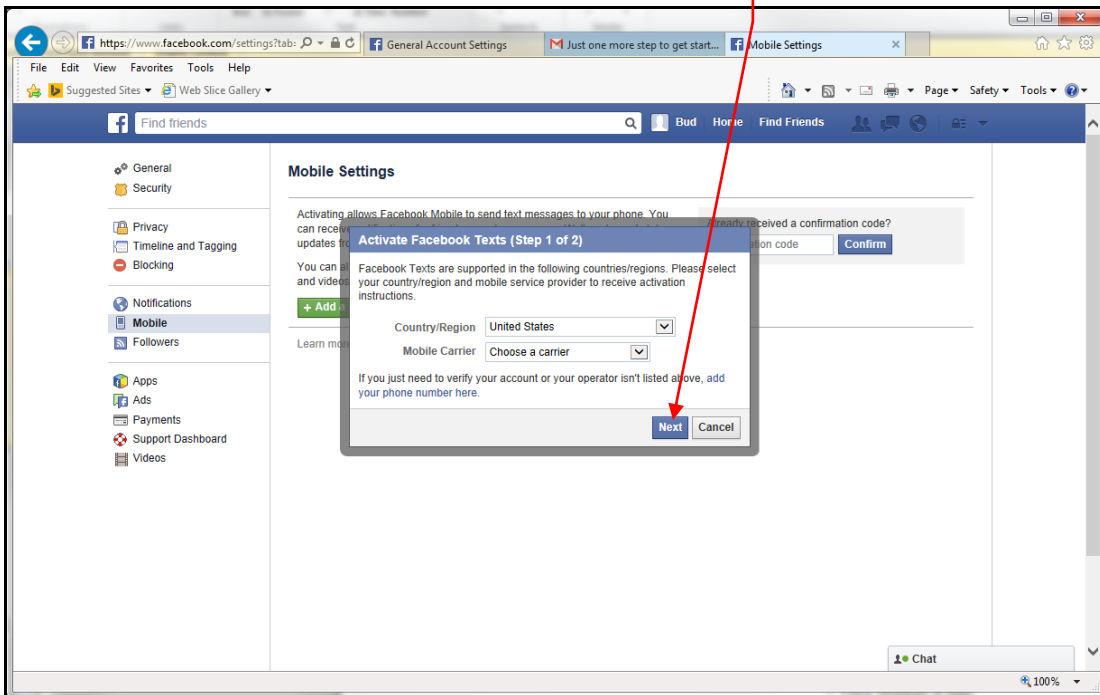 https://www.facebook.com/settings?tab:
General Account Settings
Just one more step to get start...
Mobile Settings
File Edit View Favorites Tools Help
Suggested Sites Web Slice Gallery
Page Safety Tools
Find friends
Bud Home Find Friends
General
Security
Privacy
Timeline and Tagging
Blocking
Notifications
Mobile
Followers
Apps
Ads
Payments
Support Dashboard
Videos
Mobile Settings
Activating allows Facebook Mobile to send text messages to your phone. You
can receive
updates fro
You can al
and videos
+ Add a
Learn more
Already received a confirmation code?
ation code Confirm
Activate Facebook Texts (Step 1 of 2)
Facebook Texts are supported in the following countries/regions. Please select
your country/region and mobile service provider to receive activation
instructions.
Country/Region United States
Mobile Carrier Choose a carrier
If you just need to verify your account or your operator isn't listed above, add
your phone number here.
Next Cancel
Chat
100%